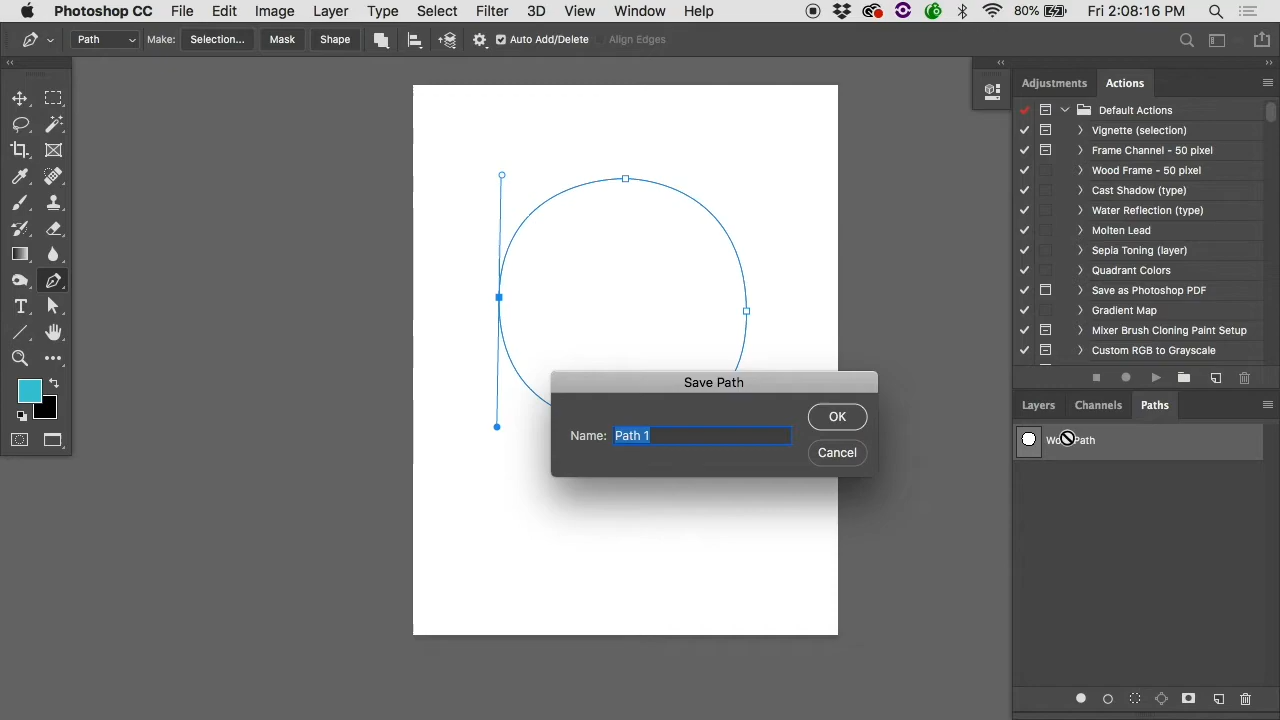 Photoshop CC File Edit Image Layer Type Select Filter 3D View Window Help 80% Fri 2:08:16 PM
Path Make: Selection... Mask Shape Auto Add/Delete Align Edges
Adjustments Actions
Default Actions
Vignette (selection)
Frame Channel - 50 pixel
Wood Frame - 50 pixel
Cast Shadow (type)
Water Reflection (type)
Molten Lead
Sepia Toning (layer)
Quadrant Colors
Save as Photoshop PDF
Gradient Map
Mixer Brush Cloning Paint Setup
Custom RGB to Grayscale
Layers Channels Paths
Path
Save Path
Name: Path 1
OK
Cancel